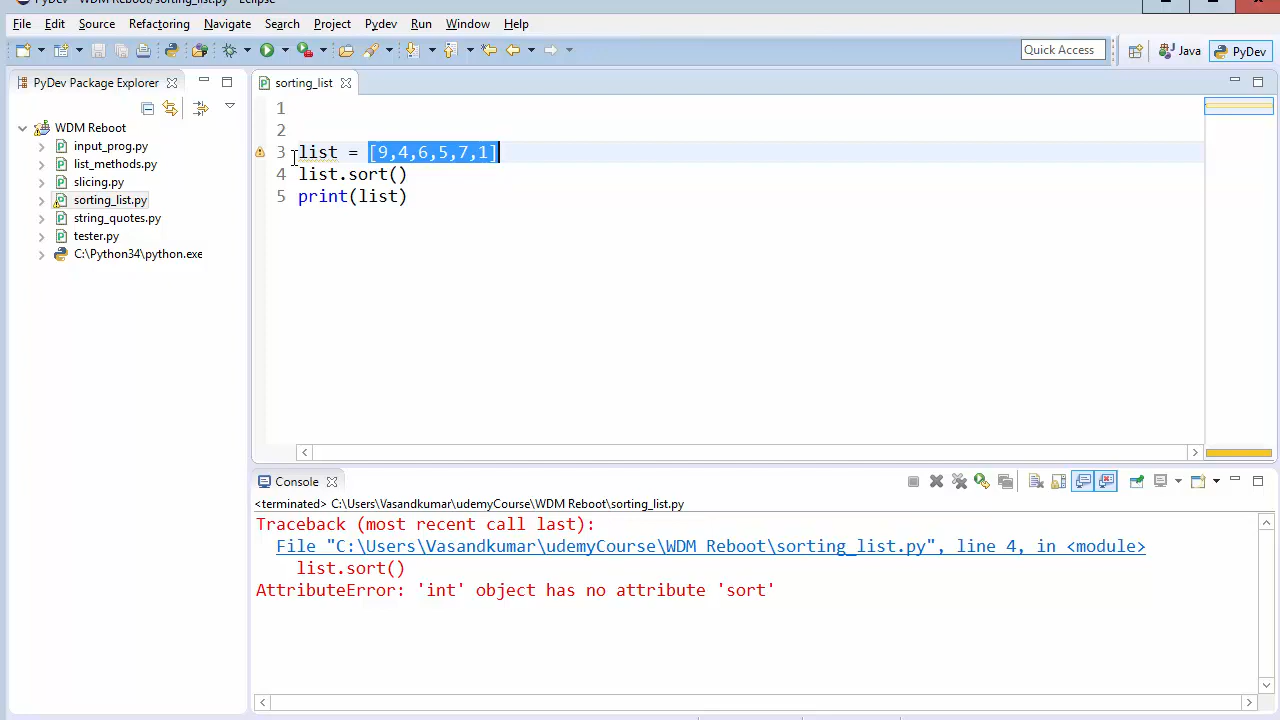 PyDev - WDM Reboot/sorting_list.py - Eclipse
File Edit Source Refactoring Navigate Search Project Pydev Run Window Help
Quick Access Java PyDev
PyDev Package Explorer
WDM Reboot
input_prog.py
list_methods.py
slicing.py
sorting_list.py
string_quotes.py
tester.py
C:\Python34\python.exe
sorting_list
1
2
3 list = [9,4,6,5,7,1]
4 list.sort()
5 print(list)
Console
<terminated> C:\Users\Vasandkumar\udemyCourse\WDM Reboot\sorting_list.py
Traceback (most recent call last):
File "C:\Users\Vasandkumar\udemyCourse\WDM Reboot\sorting_list.py", line 4, in <module>
list.sort()
AttributeError: 'int' object has no attribute 'sort'